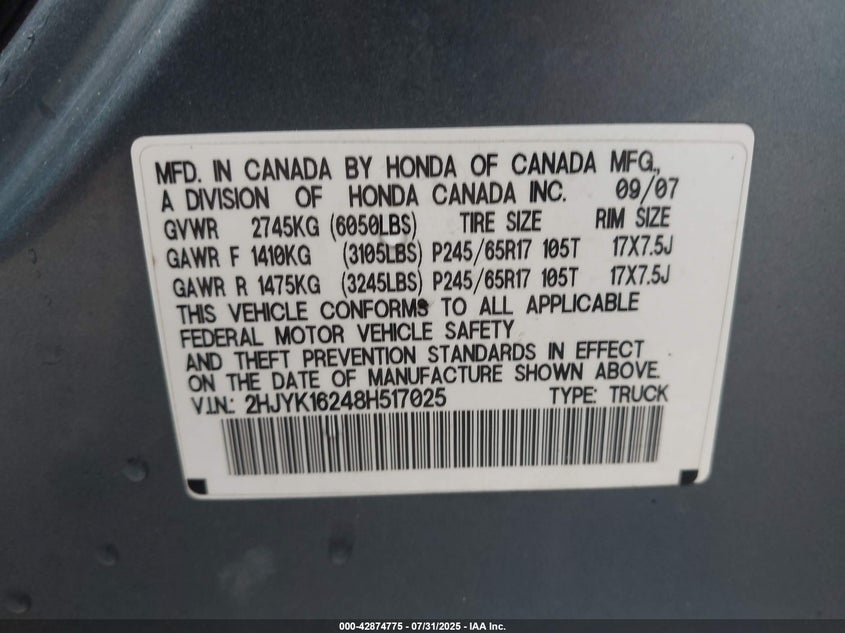 MFD. IN CANADA BY HONDA OF CANADA MFG.,
A DIVISION OF HONDA CANADA INC. 09/07
GVWR 2745KG (6050LBS) TIRE SIZE RIM SIZE
GAWR F 1410KG (3105LBS) P245/65R17 105T 17X7.5J
GAWR R 1475KG (3245LBS) P245/65R17 105T 17X7.5J
THIS VEHICLE CONFORMS TO ALL APPLICABLE
FEDERAL MOTOR VEHICLE SAFETY
AND THEFT PREVENTION STANDARDS IN EFFECT
ON THE DATE OF MANUFACTURE SHOWN ABOVE.
V.I.N.: 2HJYK16248H517025 TYPE: TRUCK
000-42874775 - 07/31/2025 - IAA Inc.